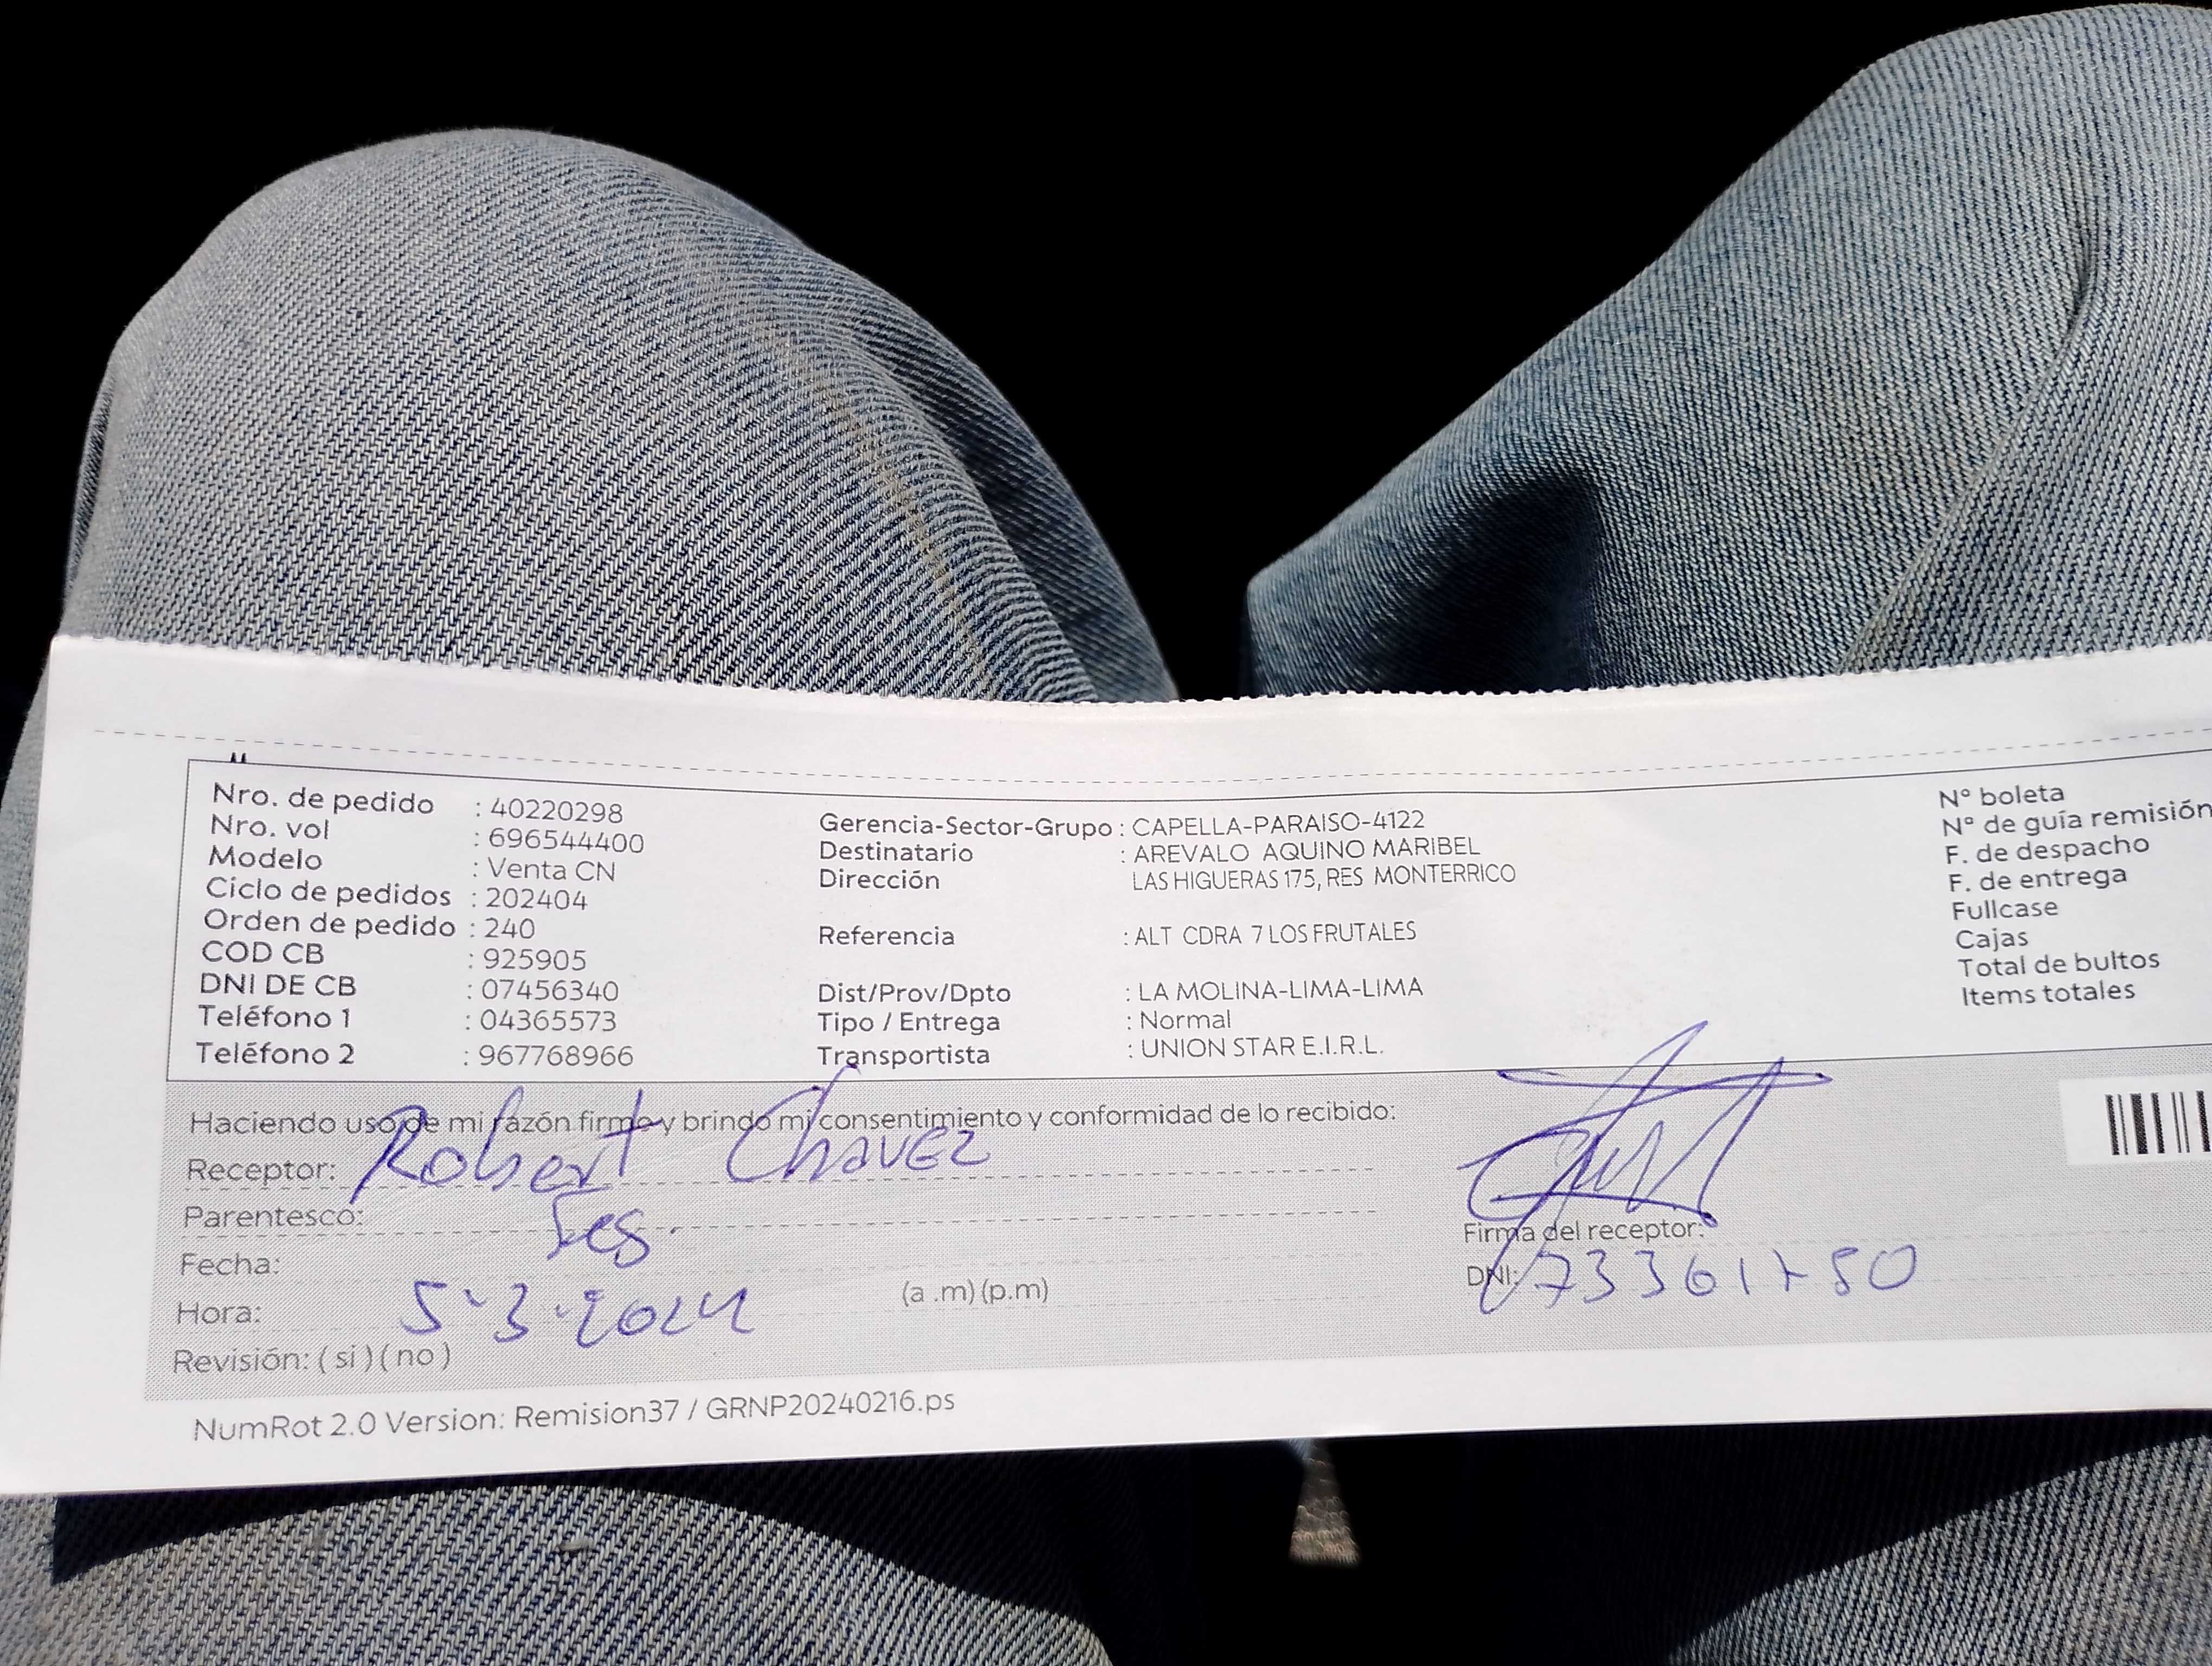 Nro. de pedido : 40220298
Nro. vol : 696544400
Modelo : Venta CN
Ciclo de pedidos : 202404
Orden de pedido : 240
COD CB : 925905
DNI DE CB : 07456340
Teléfono 1 : 04365573
Teléfono 2 : 967768966
Gerencia-Sector-Grupo : CAPELLA-PARAISO-4122
Destinatario : AREVALO AQUINO MARIBEL
Dirección LAS HIGUERAS 175, RES MONTERRICO
Referencia : ALT CDRA 7 LOS FRUTALES
Dist/Prov/Dpto : LA MOLINA-LIMA-LIMA
Tipo / Entrega : Normal
Transportista : UNION STAR E.I.R.L.
N° boleta
N° de guía remisión
F. de despacho
F. de entrega
Fullcase
Cajas
Total de bultos
Items totales
Haciendo uso de mi razón firmo y brindo mi consentimiento y conformidad de lo recibido:
Receptor: Robert Chavez
Parentesco:
Fecha:
Hora: 5-3-2024 (a .m) (p.m)
Revisión: ( si ) ( no )
Firma del receptor:
DNI:
NumRot 2.0 Version: Remision37 / GRNP20240216.ps